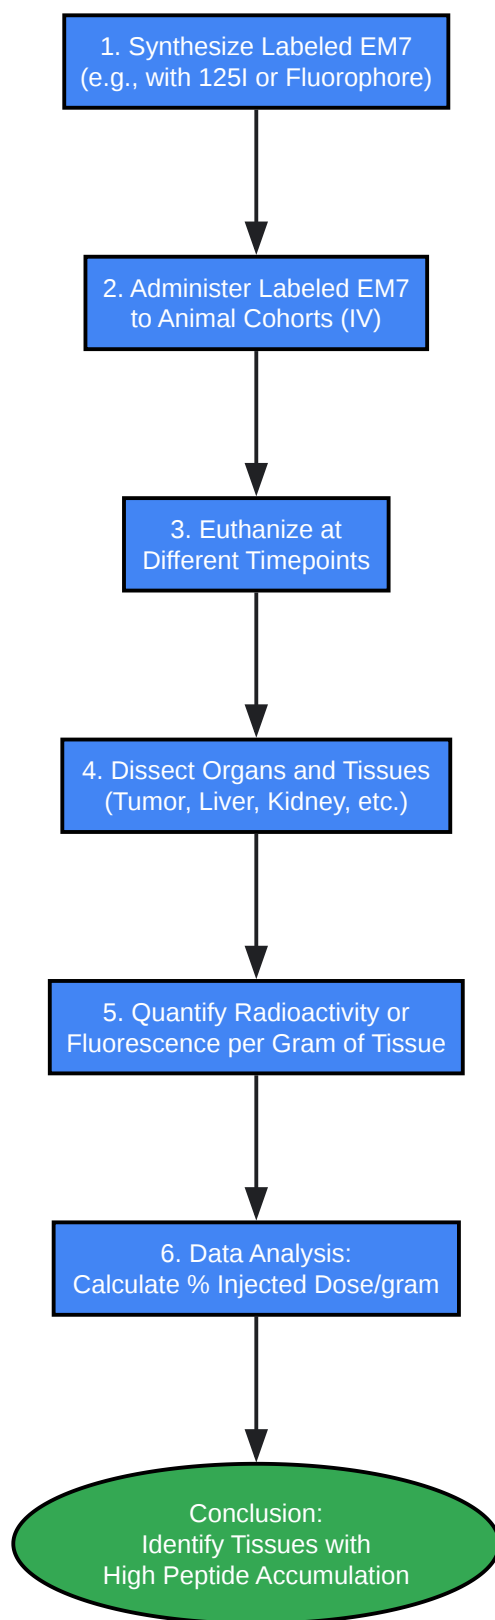 1. Synthesize Labeled EM7
(e.g., with 125I or Fluorophore)
2. Administer Labeled EM7
to Animal Cohorts (IV)
3. Euthanize at
Different Timepoints
4. Dissect Organs and Tissues
(Tumor, Liver, Kidney, etc.)
5. Quantify Radioactivity or
Fluorescence per Gram of Tissue
6. Data Analysis:
Calculate % Injected Dose/gram
Conclusion:
Identify Tissues with
High Peptide Accumulation